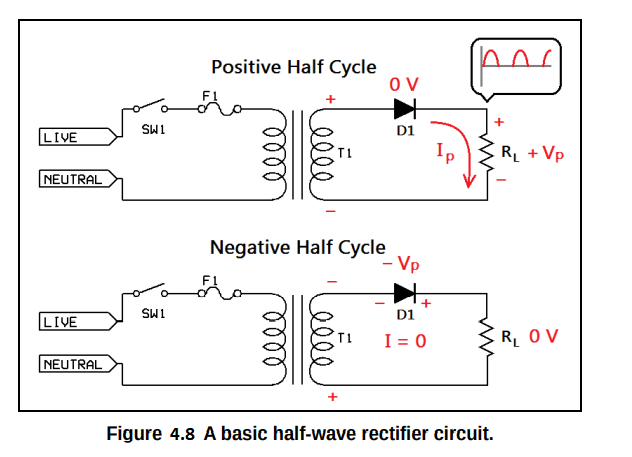 Positive Half Cycle
0 V
F1
+
SW1
D1
+
LIVE
T1
Ip
RL + Vp
NEUTRAL
−
−
Negative Half Cycle
− Vp
F1
−
− +
SW1
D1
LIVE
T1
I = 0
RL 0 V
NEUTRAL
+
Figure 4.8 A basic half-wave rectifier circuit.